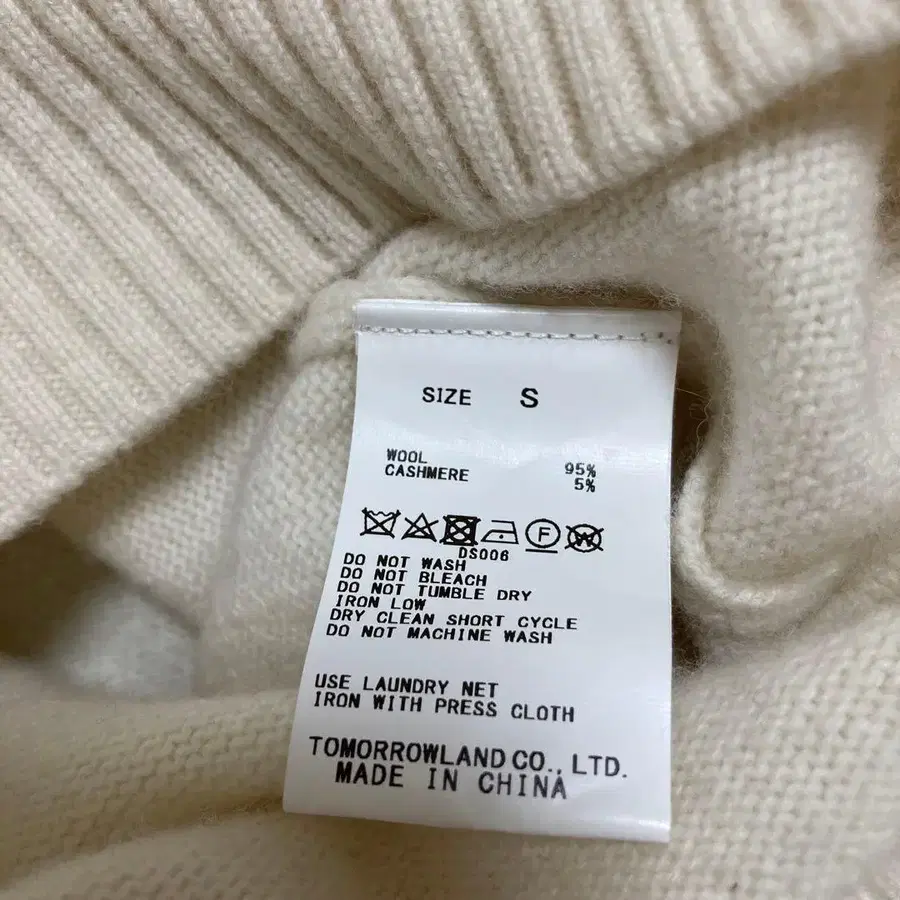 SIZE S
WOOL 95%
CASHMERE 5%
F W
DS006
DO NOT WASH
DO NOT BLEACH
DO NOT TUMBLE DRY
IRON LOW
DRY CLEAN SHORT CYCLE
DO NOT MACHINE WASH
USE LAUNDRY NET
IRON WITH PRESS CLOTH
TOMORROWLAND CO., LTD.
MADE IN CHINA